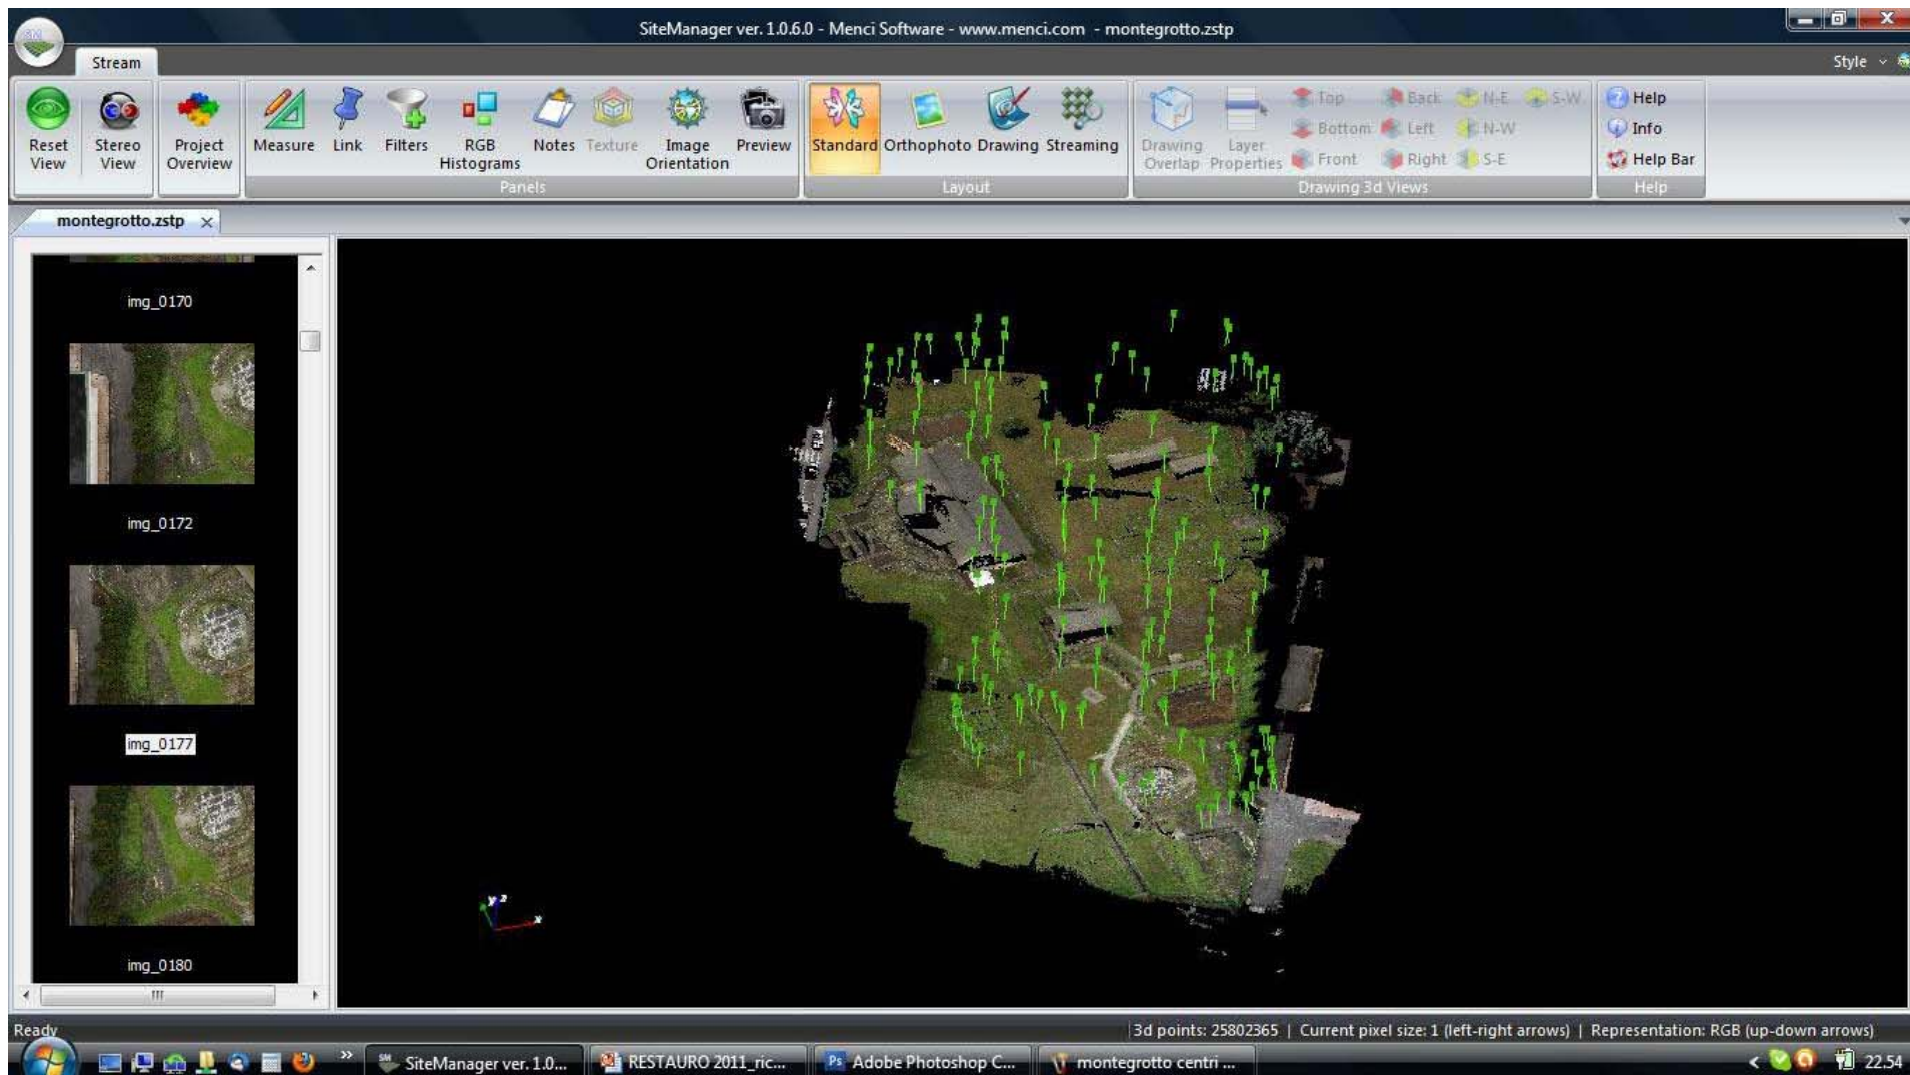 SiteManager ver. 1.0.6.0 - Menci Software - www.menci.com - montegrotto.zstp
SM
Stream
Style
Reset View
Stereo View
Project Overview
Measure
Link
Filters
RGB Histograms
Notes
Texture
Image Orientation
Preview
Panels
Standard
Orthophoto
Drawing
Streaming
Layout
Drawing Overlap
Layer Properties
Top
Bottom
Front
Back
Left
Right
N-E
N-W
S-E
S-W
Drawing 3d Views
Help
Info
Help Bar
Help
montegrotto.zstp
img_0170
img_0172
img_0177
img_0180
y z
x
Ready
3d points: 25802365 | Current pixel size: 1 (left-right arrows) | Representation: RGB (up-down arrows)
SiteManager ver. 1.0...
RESTAURO 2011_ric...
Ps Adobe Photoshop C...
montegrotto centri ...
22.54